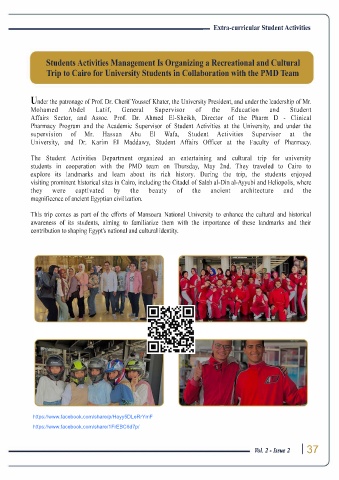 Extra-curricular Student Activities
Students Activities Management Is Organizing a Recreational and Cultural
Trip to Cairo for University Students in Collaboration with the PMD Team
Under the patronage of Prof. Dr. Cherif Youssef Khater, the University President, and under the leadership of Mr.
Mohamed Abdel Latif, General Supervisor of the Education and Student
Affairs Sector, and Assoc. Prof. Dr. Ahmed El-Sheikh, Director of the Pharm D - Clinical
Pharmacy Program and the Academic Supervisor of Student Activities at the University, and under the
supervision of Mr. Hassan Abu El Wafa, Student Activities Supervisor at the
University, and Dr. Karim El Maddawy, Student Affairs Officer at the Faculty of Pharmacy.
The Student Activities Department organized an entertaining and cultural trip for university
students in cooperation with the PMD team on Thursday, May 2nd. They traveled to Cairo to
explore its landmarks and learn about its rich history. During the trip, the students enjoyed
visiting prominent historical sites in Cairo, including the Citadel of Salah al-Din al-Ayyubi and Heliopolis, where
they were captivated by the beauty of the ancient architecture and the
magnificence of ancient Egyptian civilization.
This trip comes as part of the efforts of Mansoura National University to enhance the cultural and historical
awareness of its students, aiming to familiarize them with the importance of these landmarks and their
contribution to shaping Egypt's national and cultural identity.
Vol. 2 - Issue 2 37